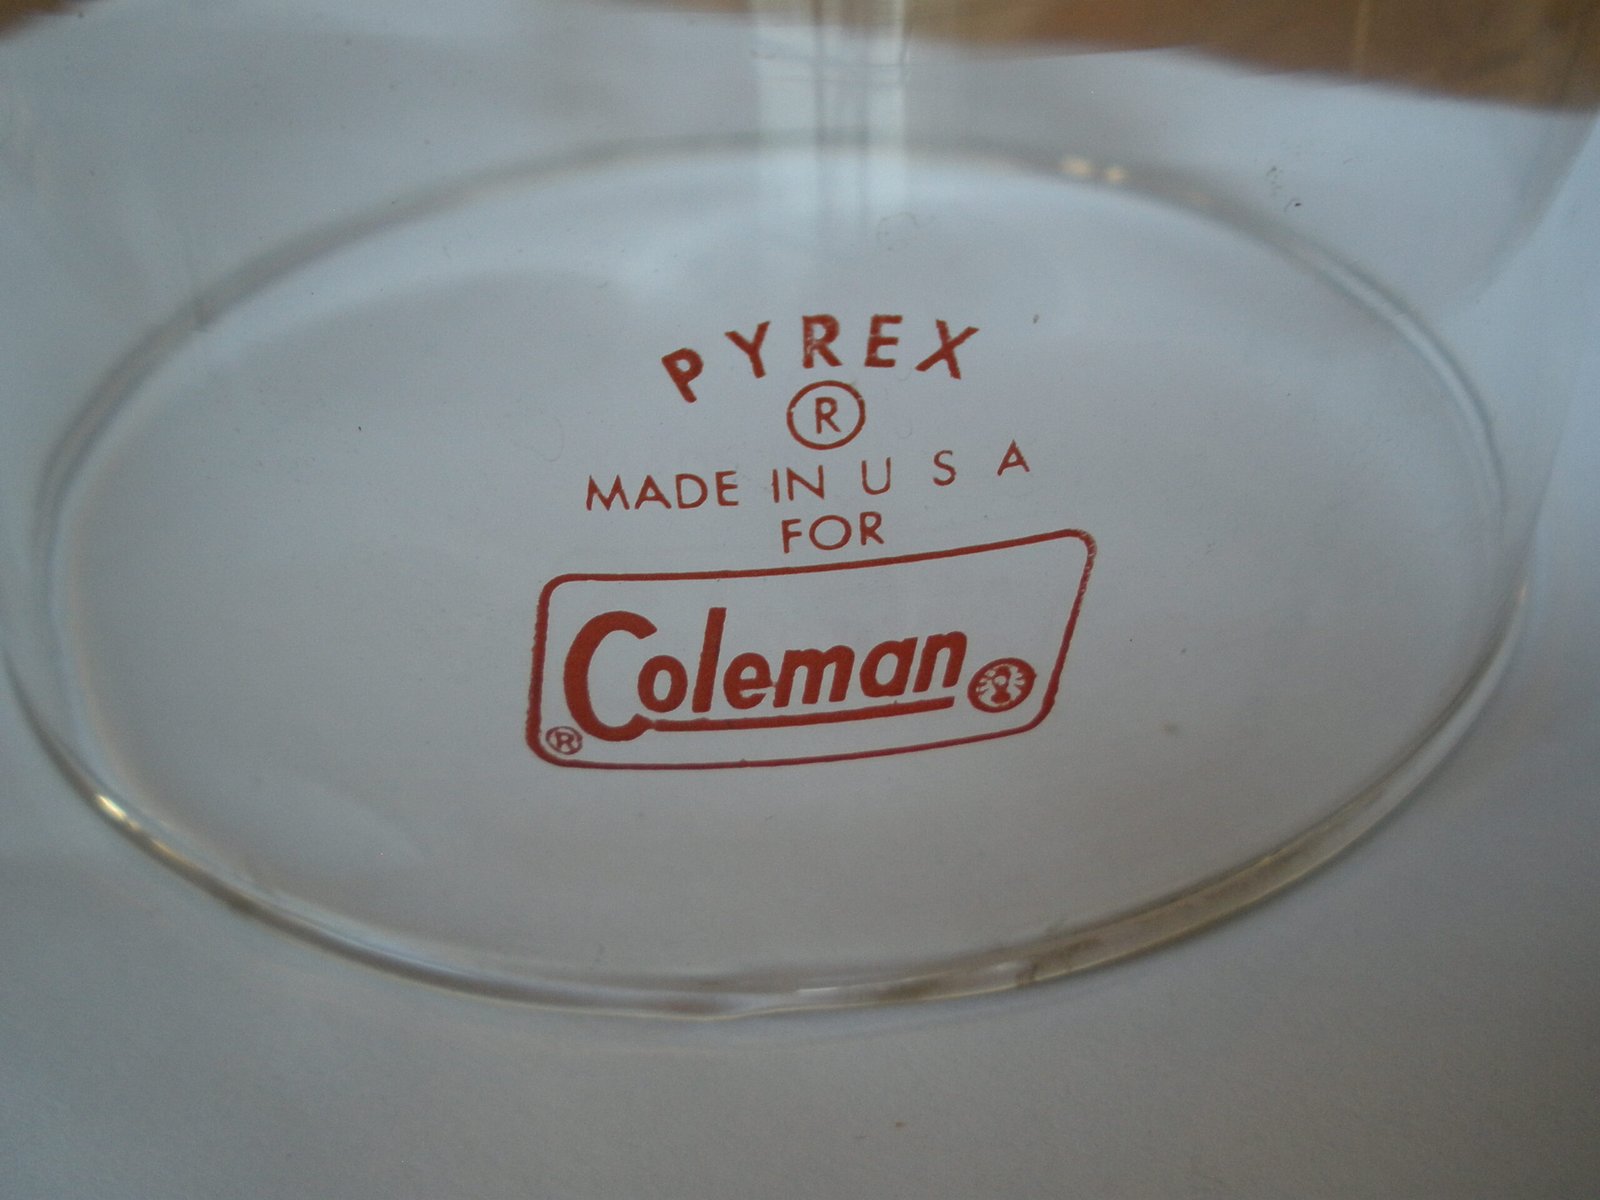 PYREX
®
MADE IN U S A
FOR
Coleman
®